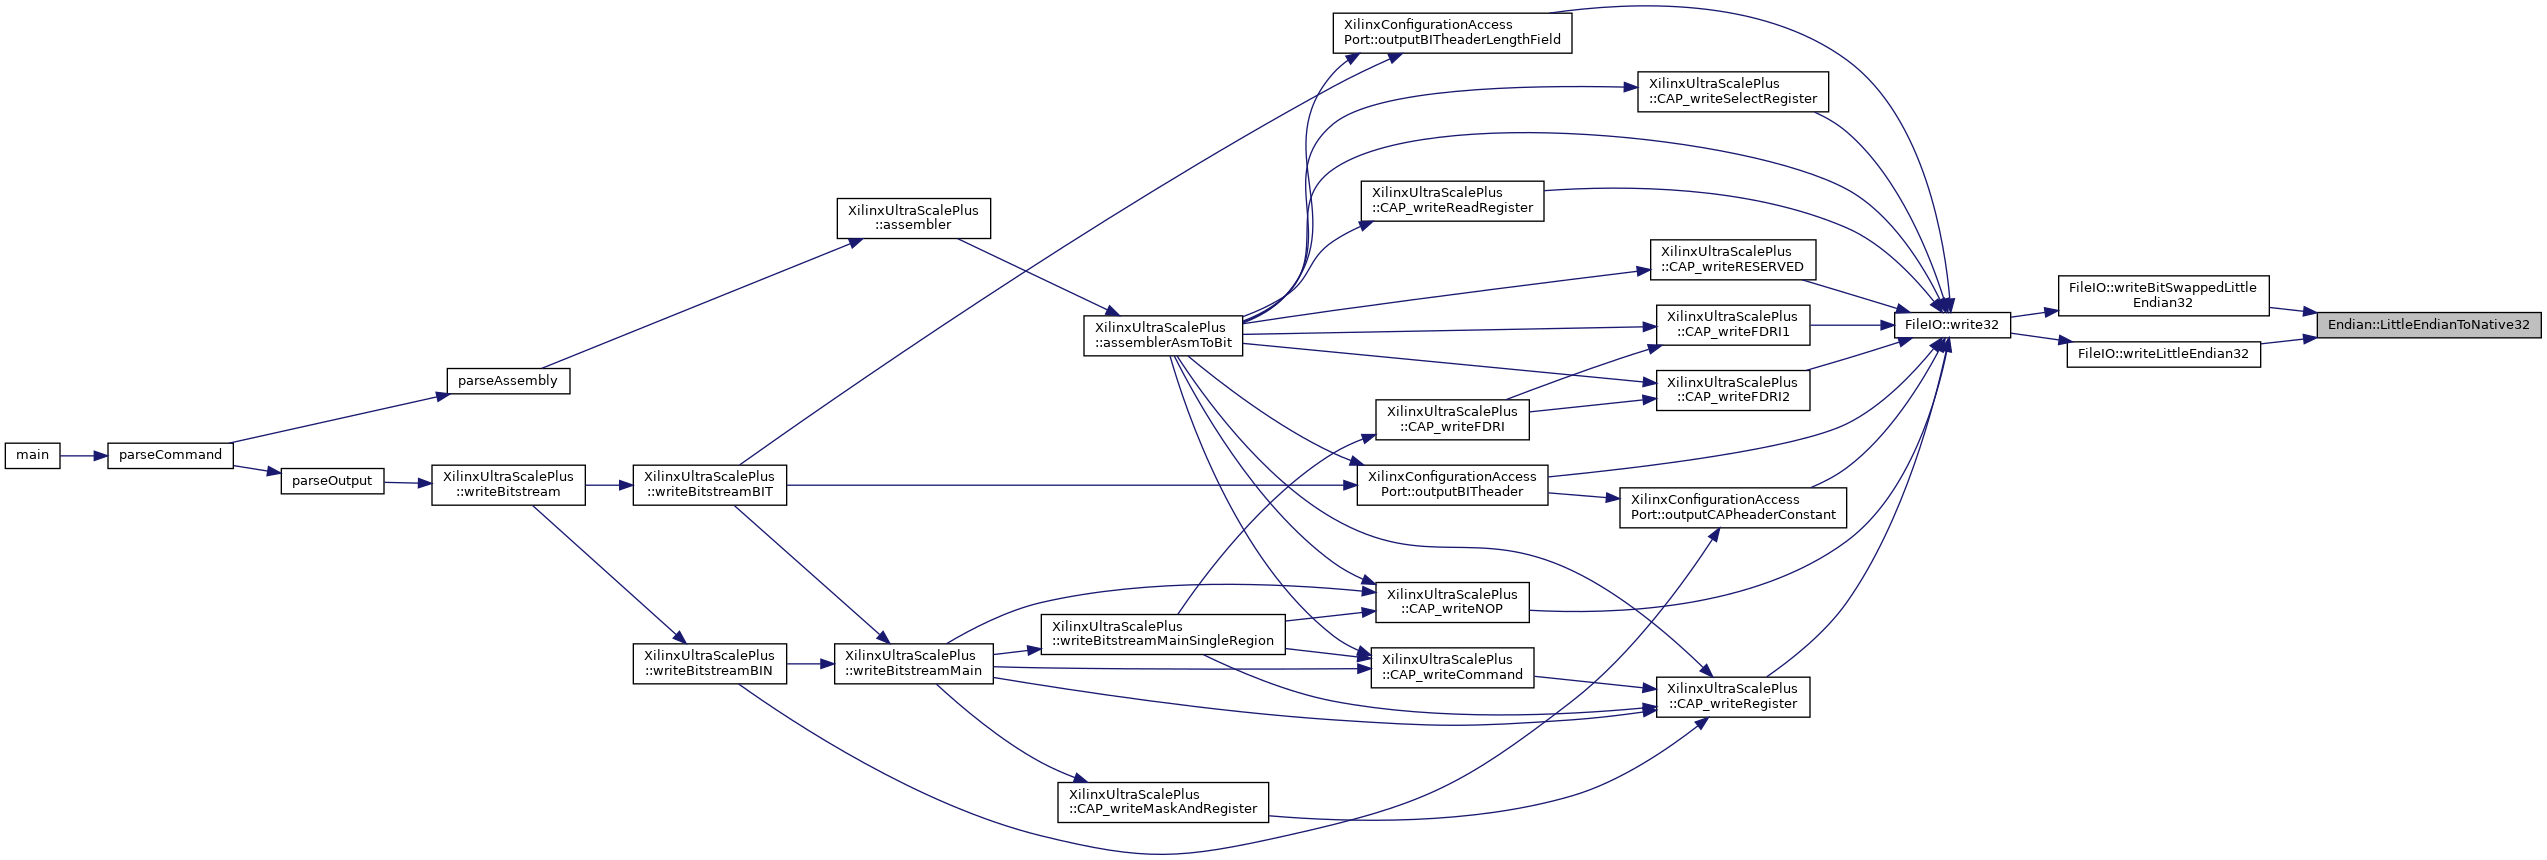 main
parseCommand
parseAssembly
parseOutput
XilinxUltraScalePlus
::writeBitstream
XilinxUltraScalePlus
::writeBitstreamBIT
XilinxUltraScalePlus
::writeBitstreamBIN
XilinxUltraScalePlus
::assembler
XilinxUltraScalePlus
::writeBitstreamMain
XilinxUltraScalePlus
::assemblerAsmToBit
XilinxUltraScalePlus
::writeBitstreamMainSingleRegion
XilinxUltraScalePlus
::CAP_writeMaskAndRegister
XilinxConfigurationAccess
Port::outputBITheaderLengthField
XilinxUltraScalePlus
::CAP_writeReadRegister
XilinxUltraScalePlus
::CAP_writeFDRI
XilinxConfigurationAccess
Port::outputBITheader
XilinxUltraScalePlus
::CAP_writeNOP
XilinxUltraScalePlus
::CAP_writeCommand
XilinxUltraScalePlus
::CAP_writeSelectRegister
XilinxUltraScalePlus
::CAP_writeRESERVED
XilinxUltraScalePlus
::CAP_writeFDRI1
XilinxUltraScalePlus
::CAP_writeFDRI2
XilinxConfigurationAccess
Port::outputCAPheaderConstant
XilinxUltraScalePlus
::CAP_writeRegister
FileIO::write32
FileIO::writeBitSwappedLittle
Endian32
FileIO::writeLittleEndian32
Endian::LittleEndianToNative32